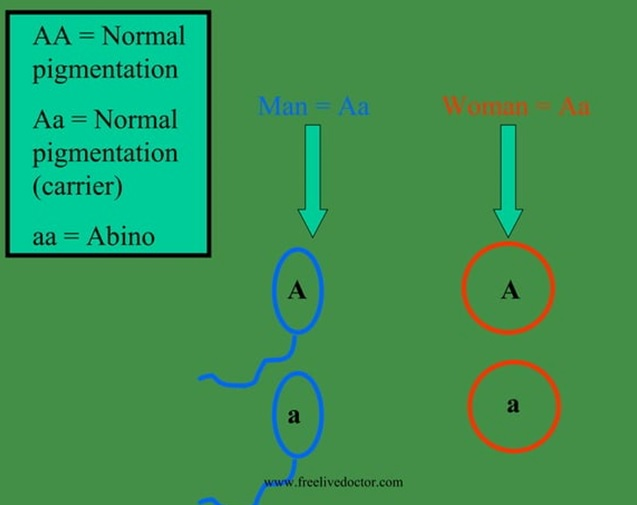 AA = Normal
pigmentation
Aa = Normal
pigmentation
(carrier)
aa = Abino
Man = Aa
Woman = Aa
A
A
a
a
www.freelivedoctor.com